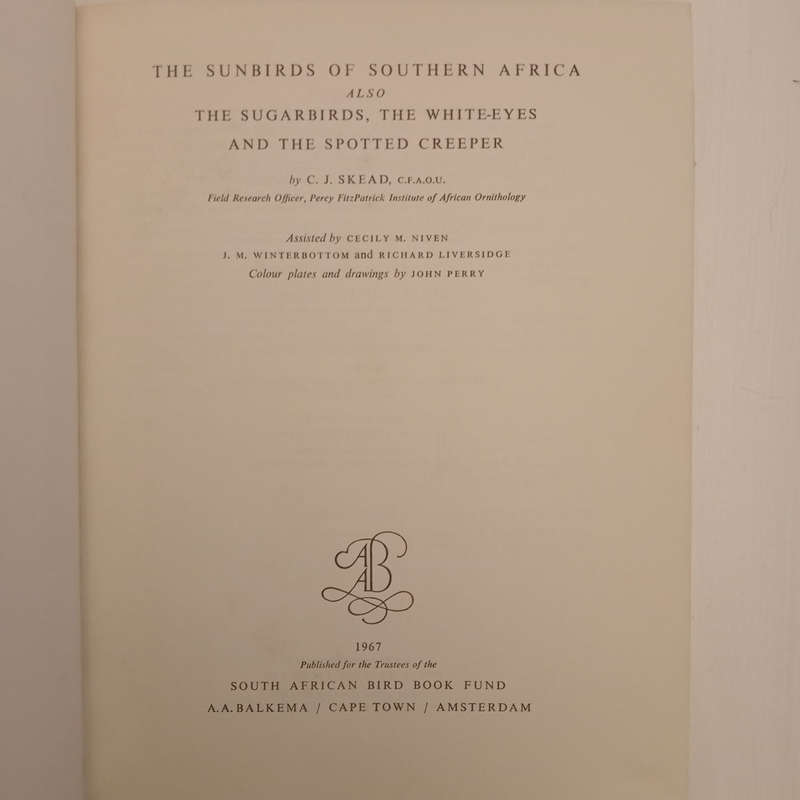 THE SUNBIRDS OF SOUTHERN AFRICA
ALSO
THE SUGARBIRDS, THE WHITE-EYES
AND THE SPOTTED CREEPER
by C. J. SKEAD, C.F.A.O.U.
Field Research Officer, Percy FitzPatrick Institute of African Ornithology
Assisted by CECILY M. NIVEN
J. M. WINTERBOTTOM and RICHARD LIVERSIDGE
Colour plates and drawings by JOHN PERRY
AAB
1967
Published for the Trustees of the
SOUTH AFRICAN BIRD BOOK FUND
A.A.BALKEMA / CAPE TOWN / AMSTERDAM